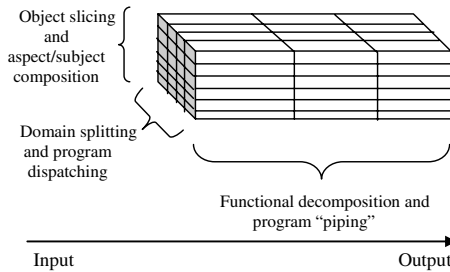 Object slicing
and
aspect/subject
composition
Domain splitting
and program
dispatching
Functional decomposition and
program “piping”
Input
Output